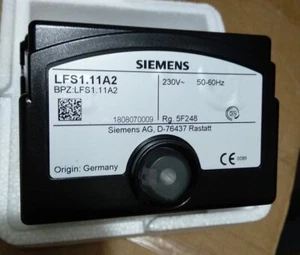 SIEMENS
LFS1.11A2
BPZ:LFS1.11A2
230V~ 50-60Hz
1808070009 Rg. 5F248
Siemens AG, D-76437 Rastatt
Origin: Germany
CE